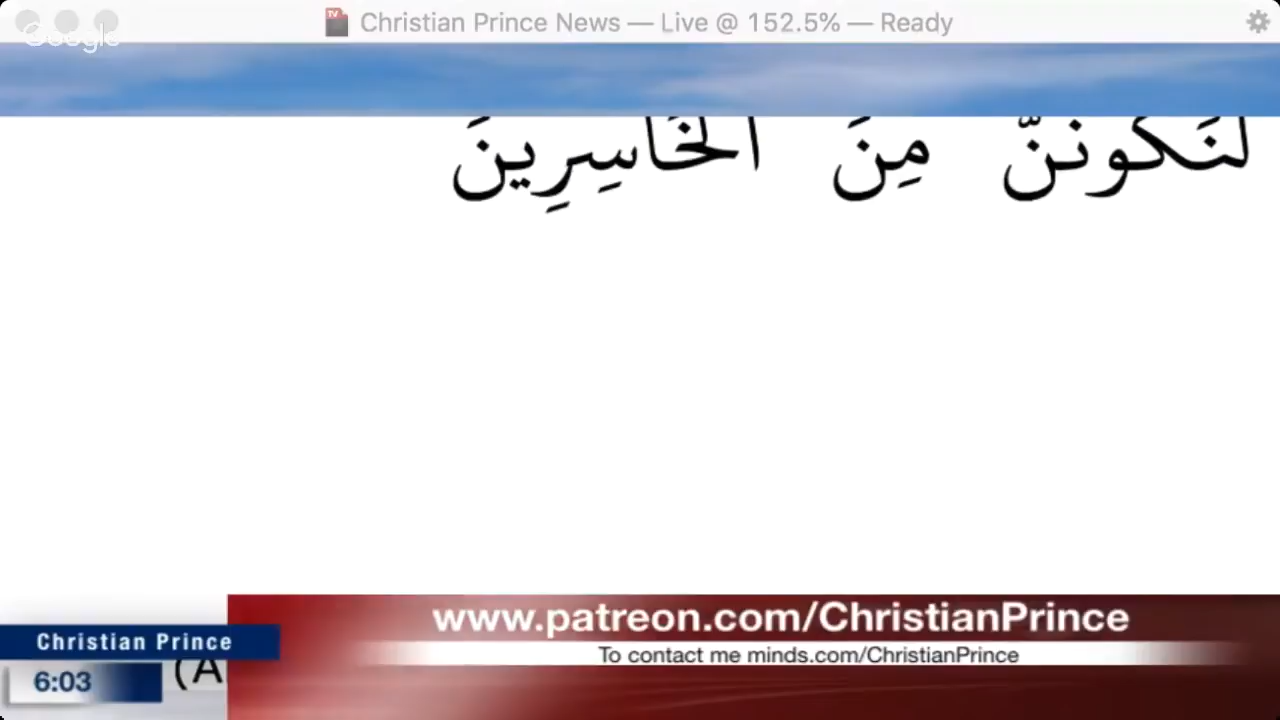 Google
Christian Prince News — Live @ 152.5% — Ready
لَنَكُونَنَّ مِنَ الْخَاسِرِينَ
www.patreon.com/ChristianPrince
To contact me minds.com/ChristianPrince
Christian Prince
6:03
(A